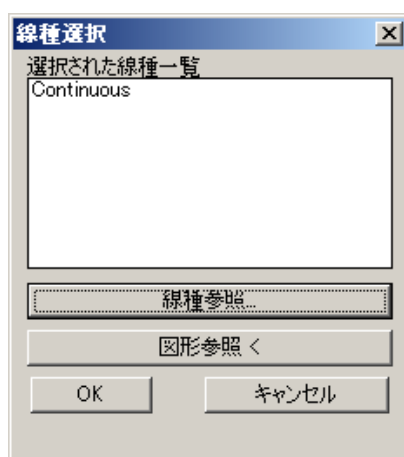 線種選択
選択された線種一覧
Continuous
線種参照...
図形参照 <
OK
キャンセル